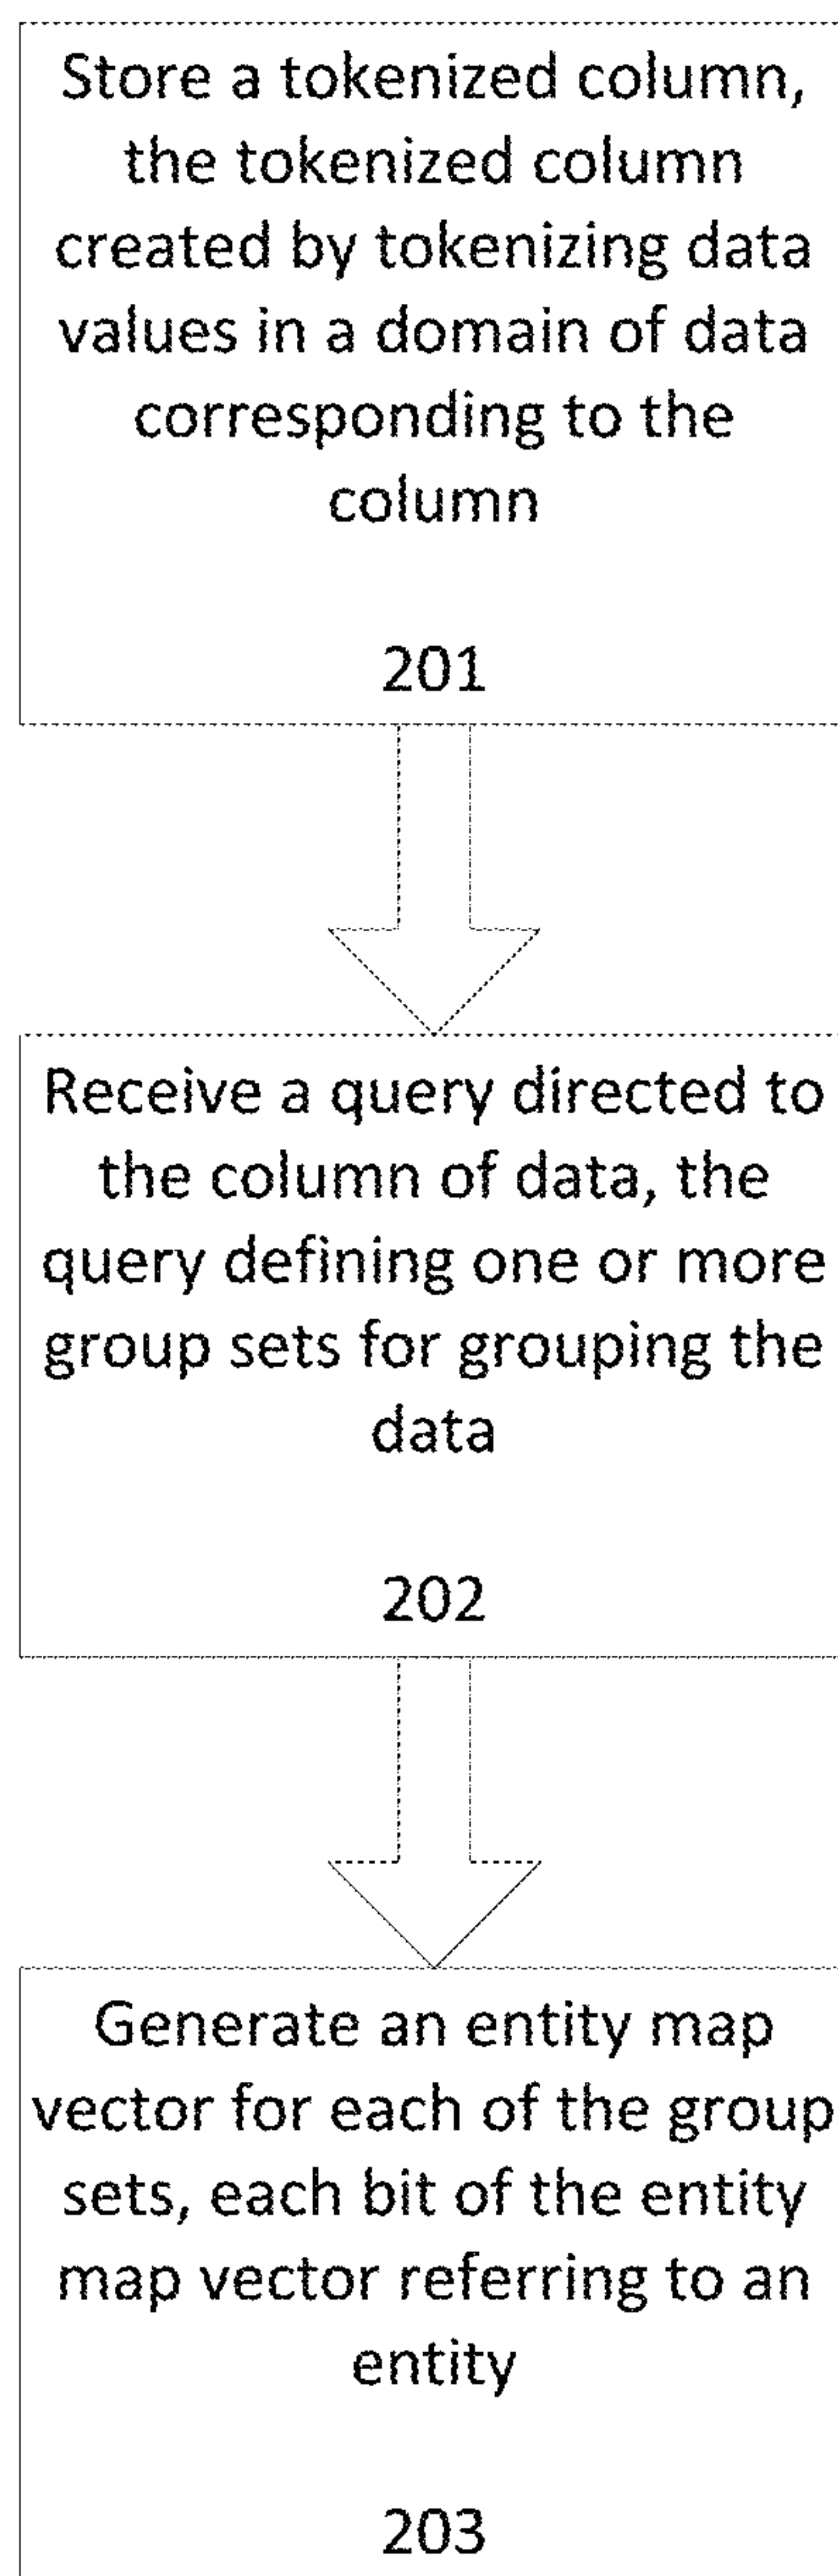 Store a tokenized column,
the tokenized column
created by tokenizing data
values in a domain of data
corresponding to the
column
201
Receive a query directed to
the column of data, the
query defining one or more
group sets for grouping the
data
202
Generate an entity map
vector for each of the group
sets, each bit of the entity
map vector referring to an
entity
203